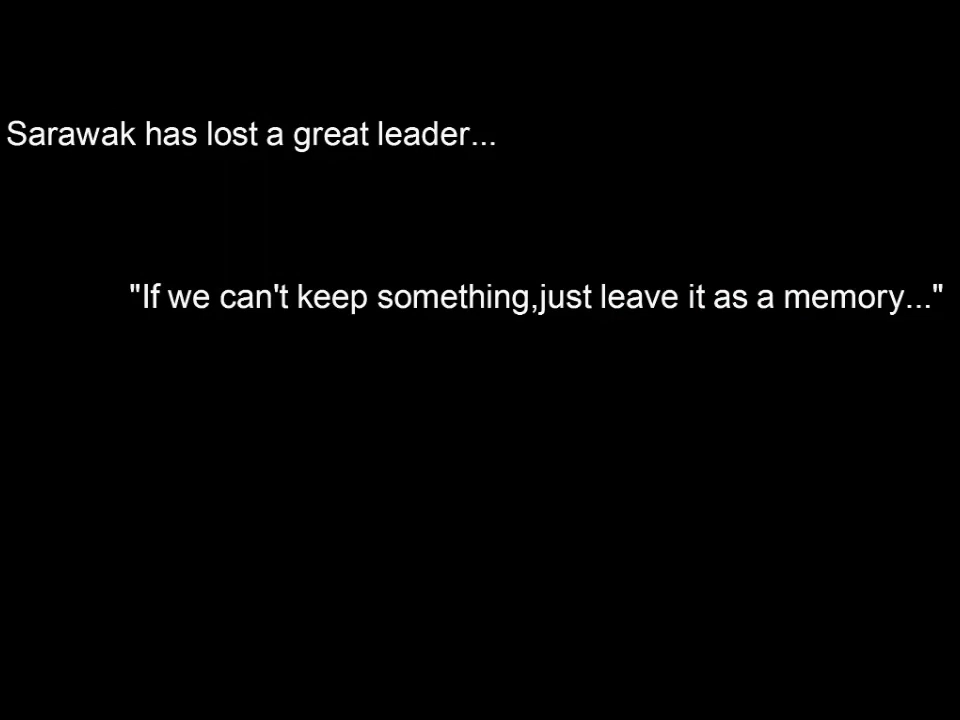 Sarawak has lost a great leader...
"If we can't keep something,just leave it as a memory..."